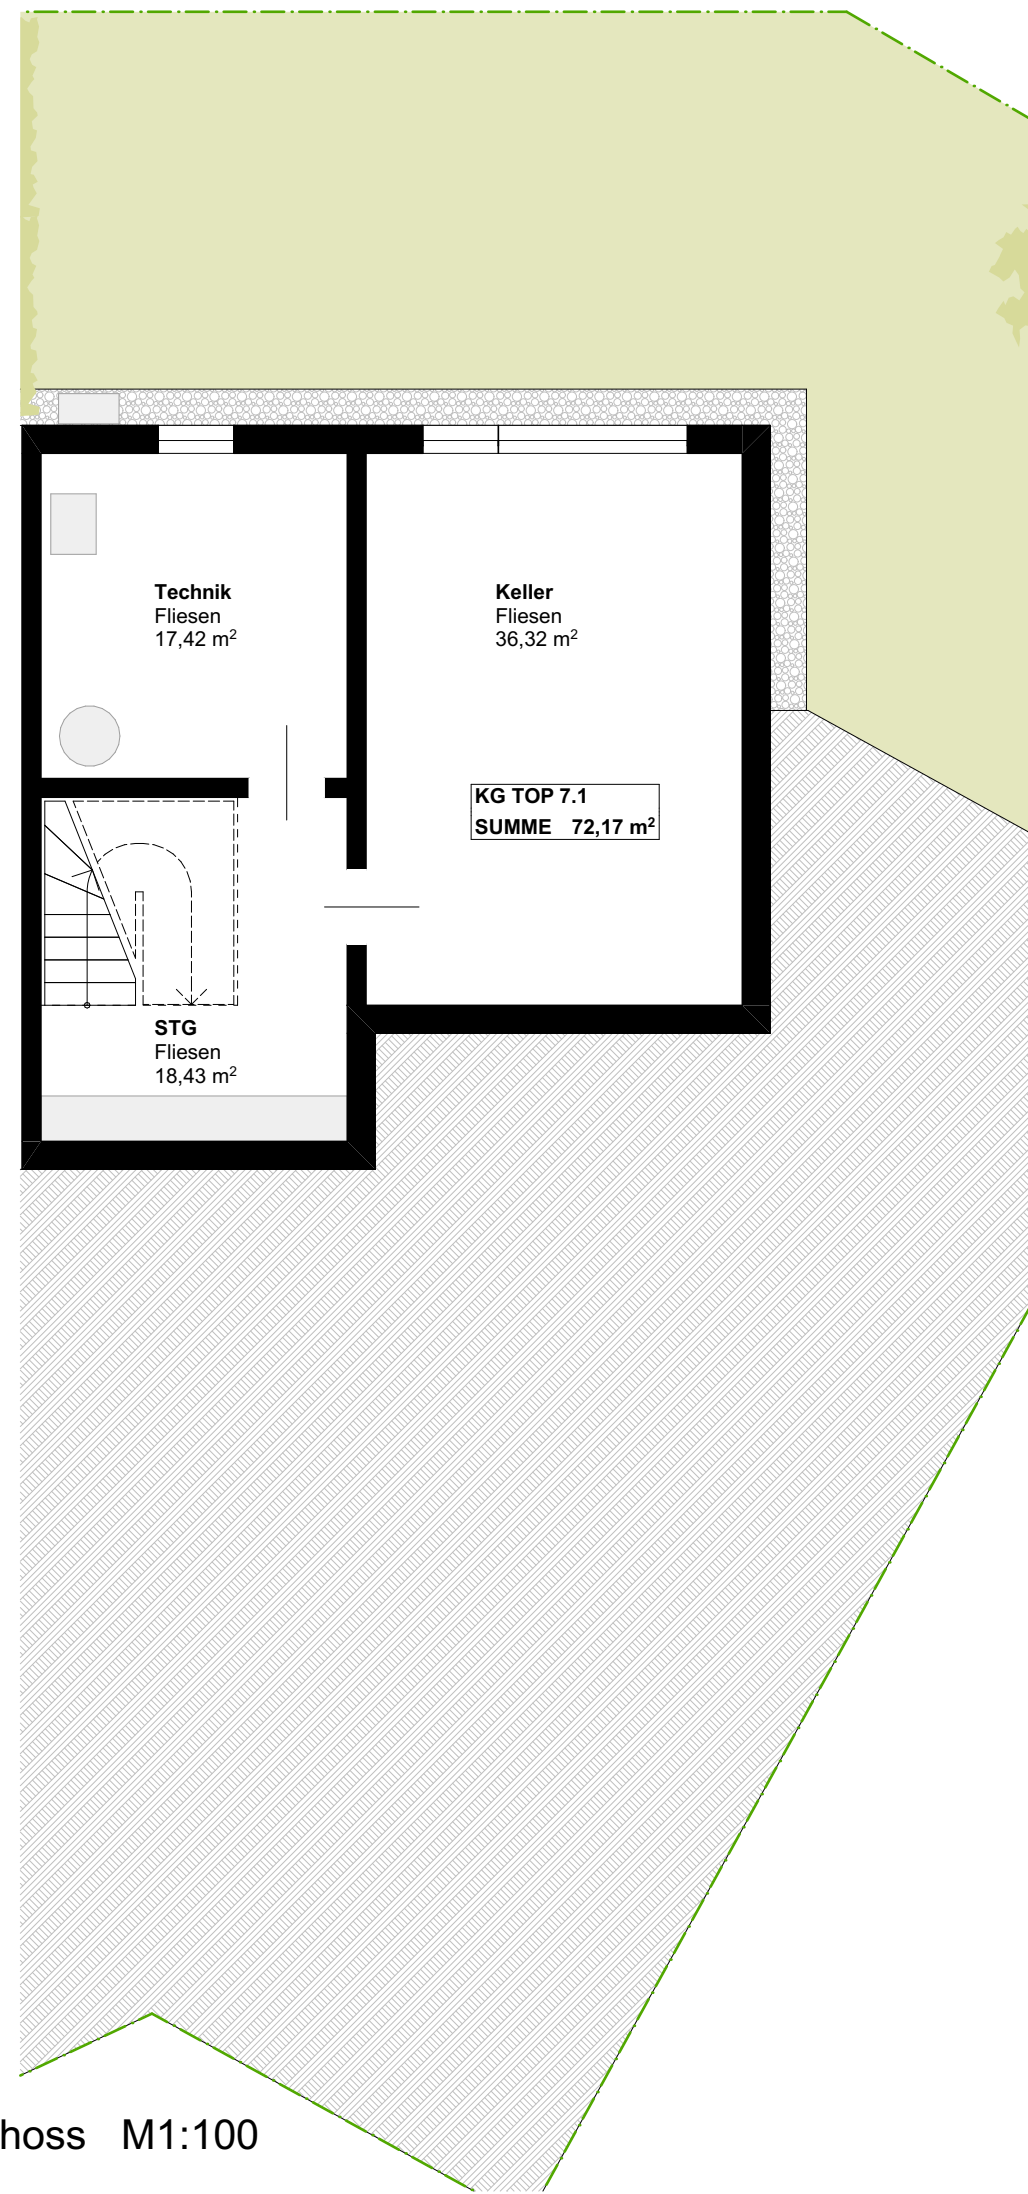 Technik
Fliesen
17,42 m²
Keller
Fliesen
36,32 m²
KG TOP 7.1
SUMME 72,17 m²
STG
Fliesen
18,43 m²
hoss M1:100